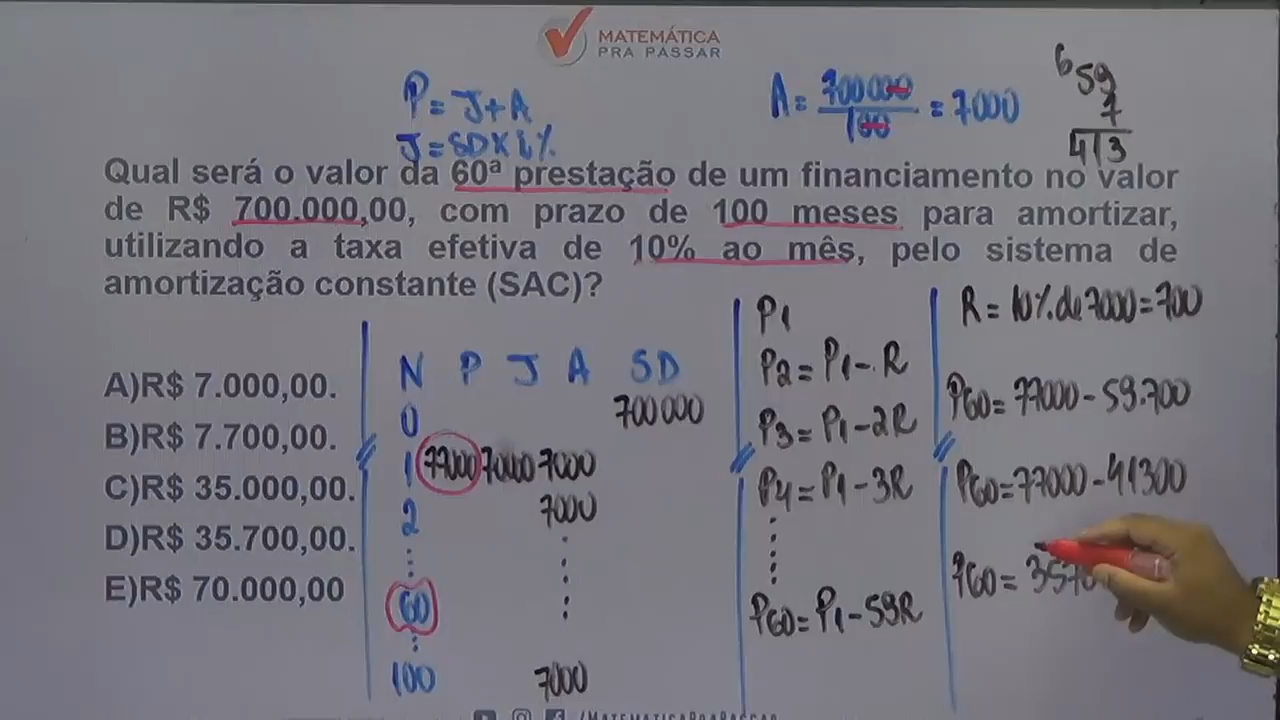 MATEMÁTICA
PRA PASSAR
P = J + A
J = SD x i %
A = 700000 / 100 = 7000
6 59
7
413
Qual será o valor da 60ª prestação de um financiamento no valor
de R$ 700.000,00, com prazo de 100 meses para amortizar,
utilizando a taxa efetiva de 10% ao mês, pelo sistema de
amortização constante (SAC)?
A)R$ 7.000,00.
B)R$ 7.700,00.
C)R$ 35.000,00.
D)R$ 35.700,00.
E)R$ 70.000,00
N P J A SD
0 700000
1 77000 70000 7000
2 7000
60
100 7000
P1
P2 = P1 - R
P3 = P1 - 2R
P4 = P1 - 3R
P60 = P1 - 59R
R = 10% de 7000 = 700
P60 = 77000 - 59.700
P60 = 77000 - 41300
P60 = 3570
/MATEMATICAPRAPASSAR